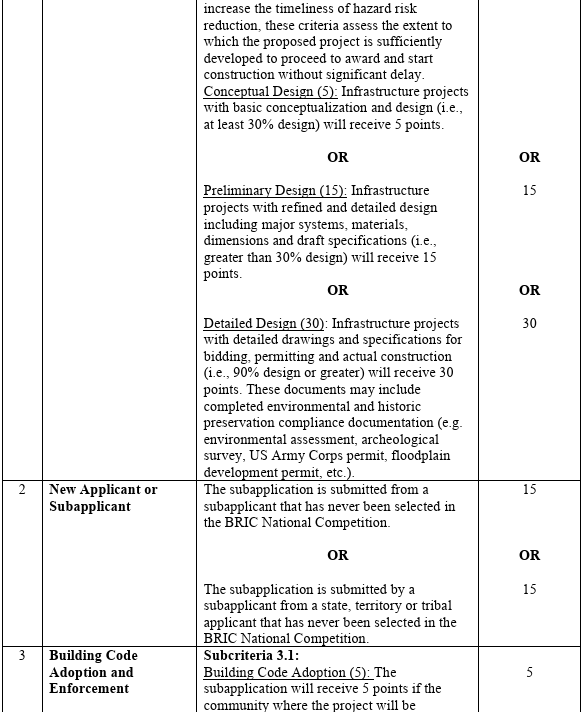 increase the timeliness of hazard risk
reduction, these criteria assess the extent to
which the proposed project is sufficiently
developed to proceed to award and start
construction without significant delay.
Conceptual Design (5): Infrastructure projects
with basic conceptualization and design (i.e.,
at least 30% design) will receive 5 points.
OR OR
Preliminary Design (15): Infrastructure 15
projects with refined and detailed design
including major systems, materials,
dimensions and draft specifications (i.e.,
greater than 30% design) will receive 15
points.
OR OR
Detailed Design (30): Infrastructure projects 30
with detailed drawings and specifications for
bidding, permitting and actual construction
(i.e., 90% design or greater) will receive 30
points. These documents may include
completed environmental and historic
preservation compliance documentation (e.g.
environmental assessment, archeological
survey, US Army Corps permit, floodplain
development permit, etc.).
2 New Applicant or The subapplication is submitted from a 15
Subapplicant subapplicant that has never been selected in
the BRIC National Competition.
OR OR
The subapplication is submitted by a 15
subapplicant from a state, territory or tribal
applicant that has never been selected in the
BRIC National Competition.
3 Building Code Subcriteria 3.1:
Adoption and Building Code Adoption (5): The 5
Enforcement subapplication will receive 5 points if the
community where the project will be